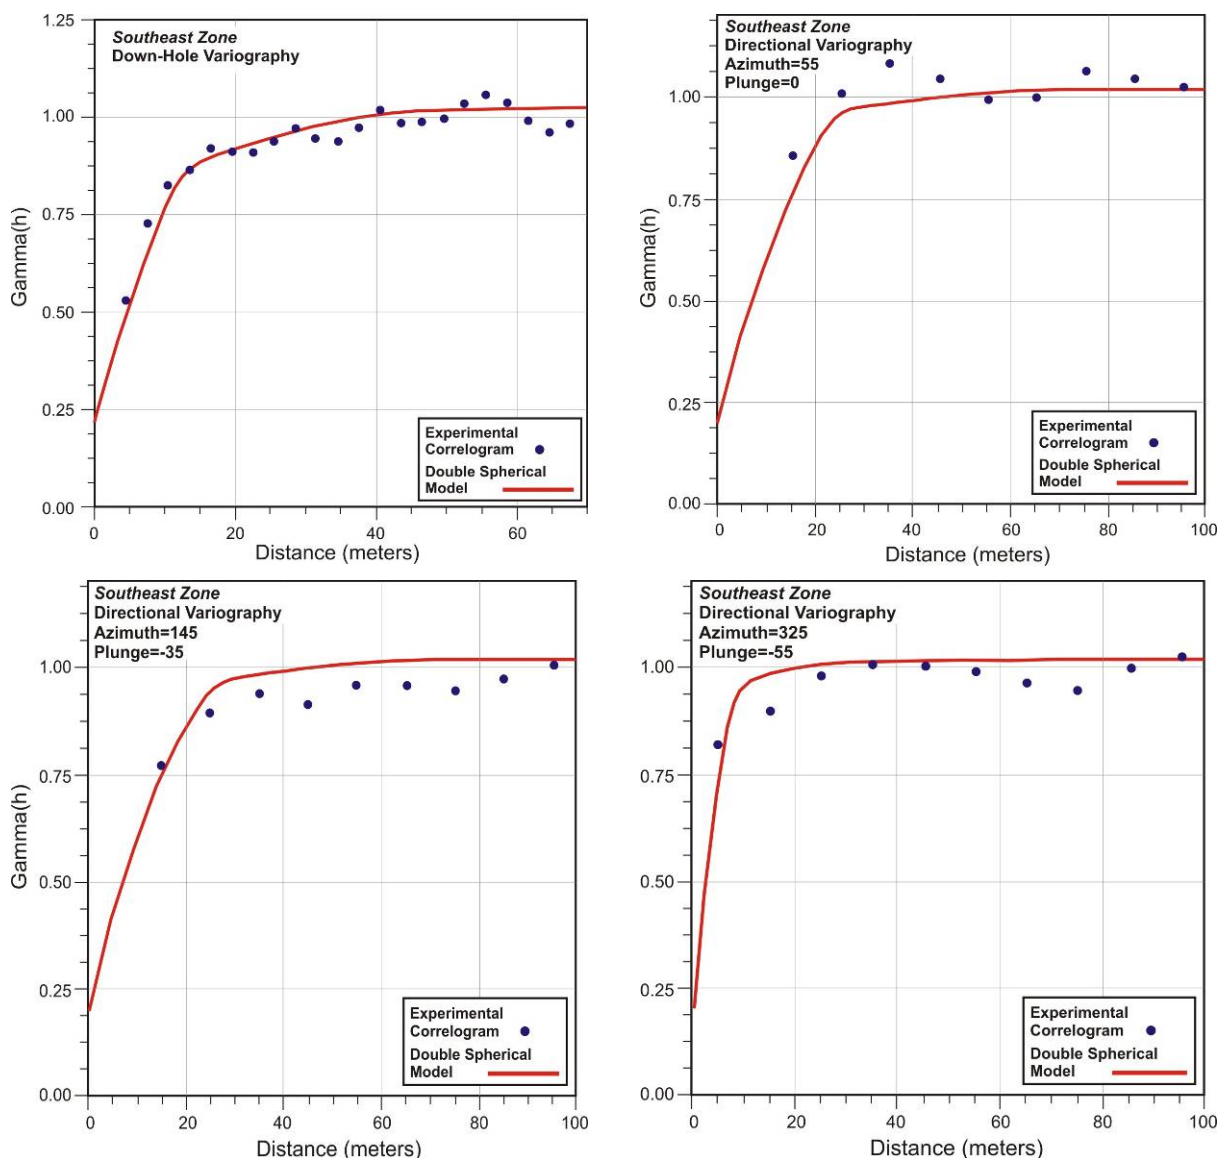 Southeast Zone
Down-Hole Variography
1.25
1.00
0.75
0.50
0.25
0.00
Gamma(h)
Experimental
Correlogram
Double Spherical
Model
0 20 40 60
Distance (meters)
Southeast Zone
Directional Variography
Azimuth=55
Plunge=0
1.00
0.75
0.50
0.25
0.00
Gamma(h)
Experimental
Correlogram
Double Spherical
Model
0 20 40 60 80 100
Distance (meters)
Southeast Zone
Directional Variography
Azimuth=145
Plunge=-35
1.00
0.75
0.50
0.25
0.00
Gamma(h)
Experimental
Correlogram
Double Spherical
Model
0 20 40 60 80 100
Distance (meters)
Southeast Zone
Directional Variography
Azimuth=325
Plunge=-55
1.00
0.75
0.50
0.25
0.00
Experimental
Correlogram
Double Spherical
Model
0 20 40 60 80 100
Distance (meters)